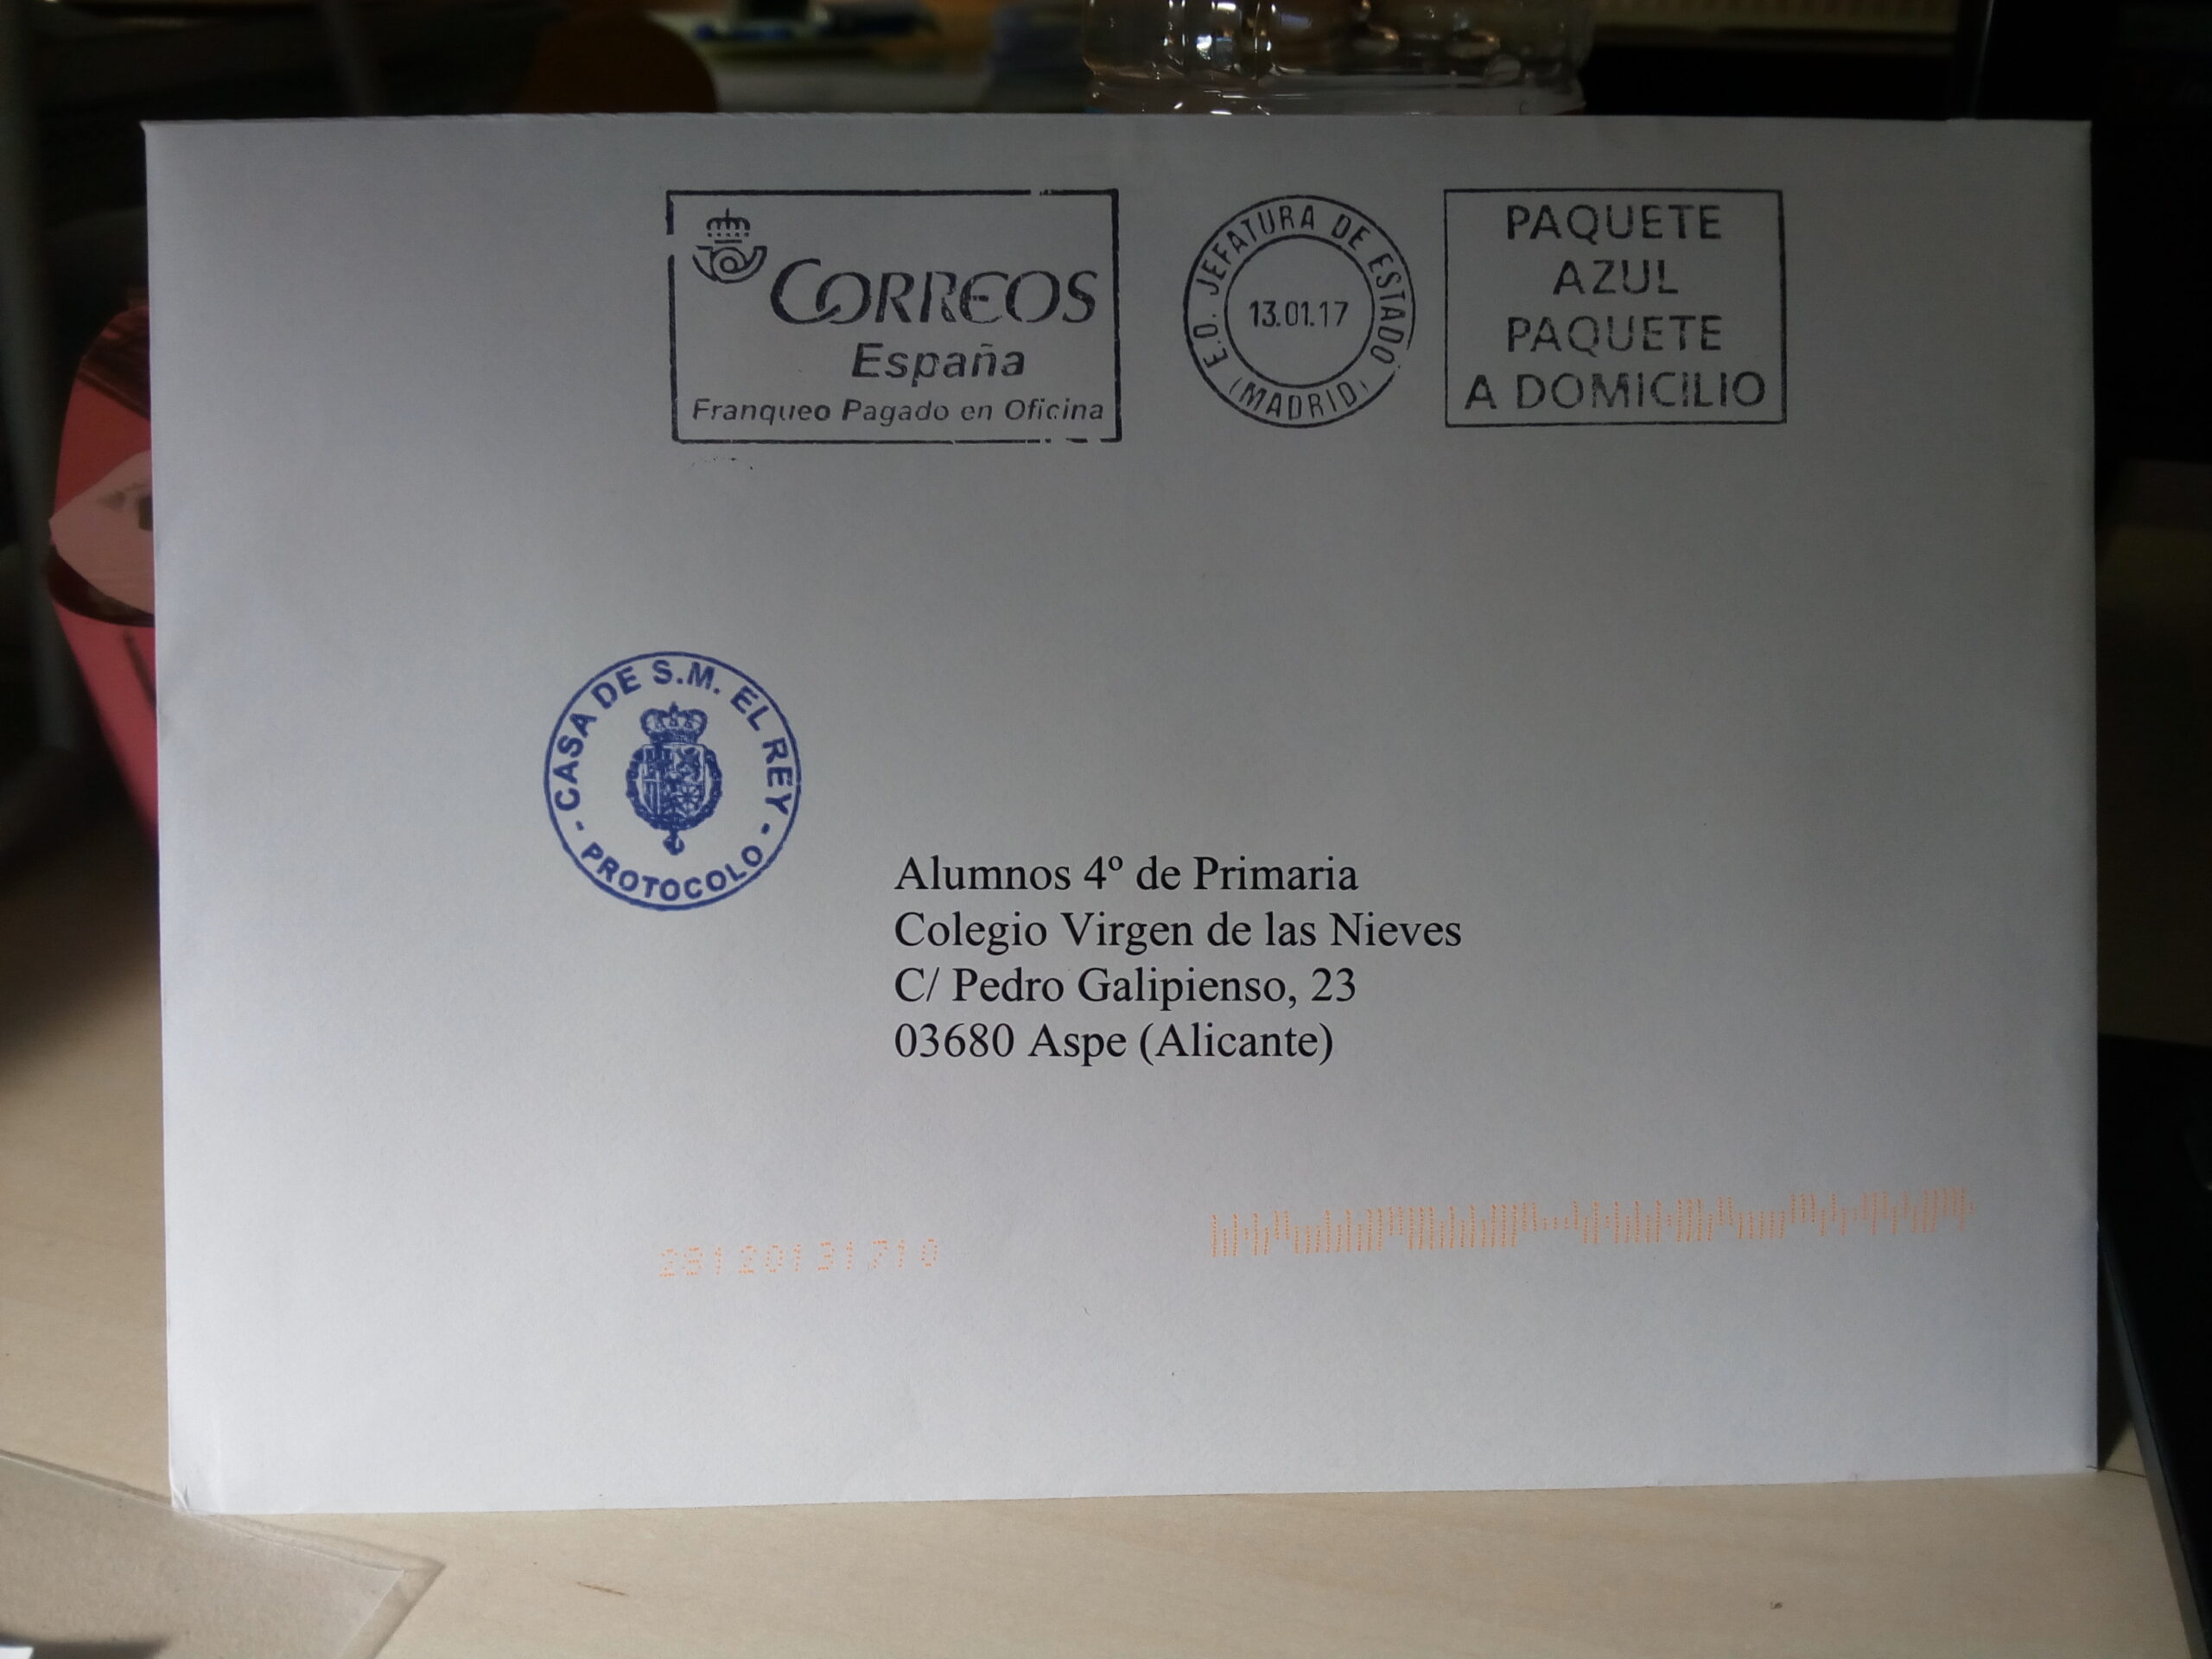 CORREOS
España
Franqueo Pagado en Oficina
E.O. JEFATURA DE ESTADO.
(MADRID)
13.01.17
PAQUETE
AZUL
PAQUETE
A DOMICILIO
CASA DE S.M. EL REY
- PROTOCOLO -
Alumnos 4º de Primaria
Colegio Virgen de las Nieves
C/ Pedro Galipienso, 23
03680 Aspe (Alicante)
28120131710